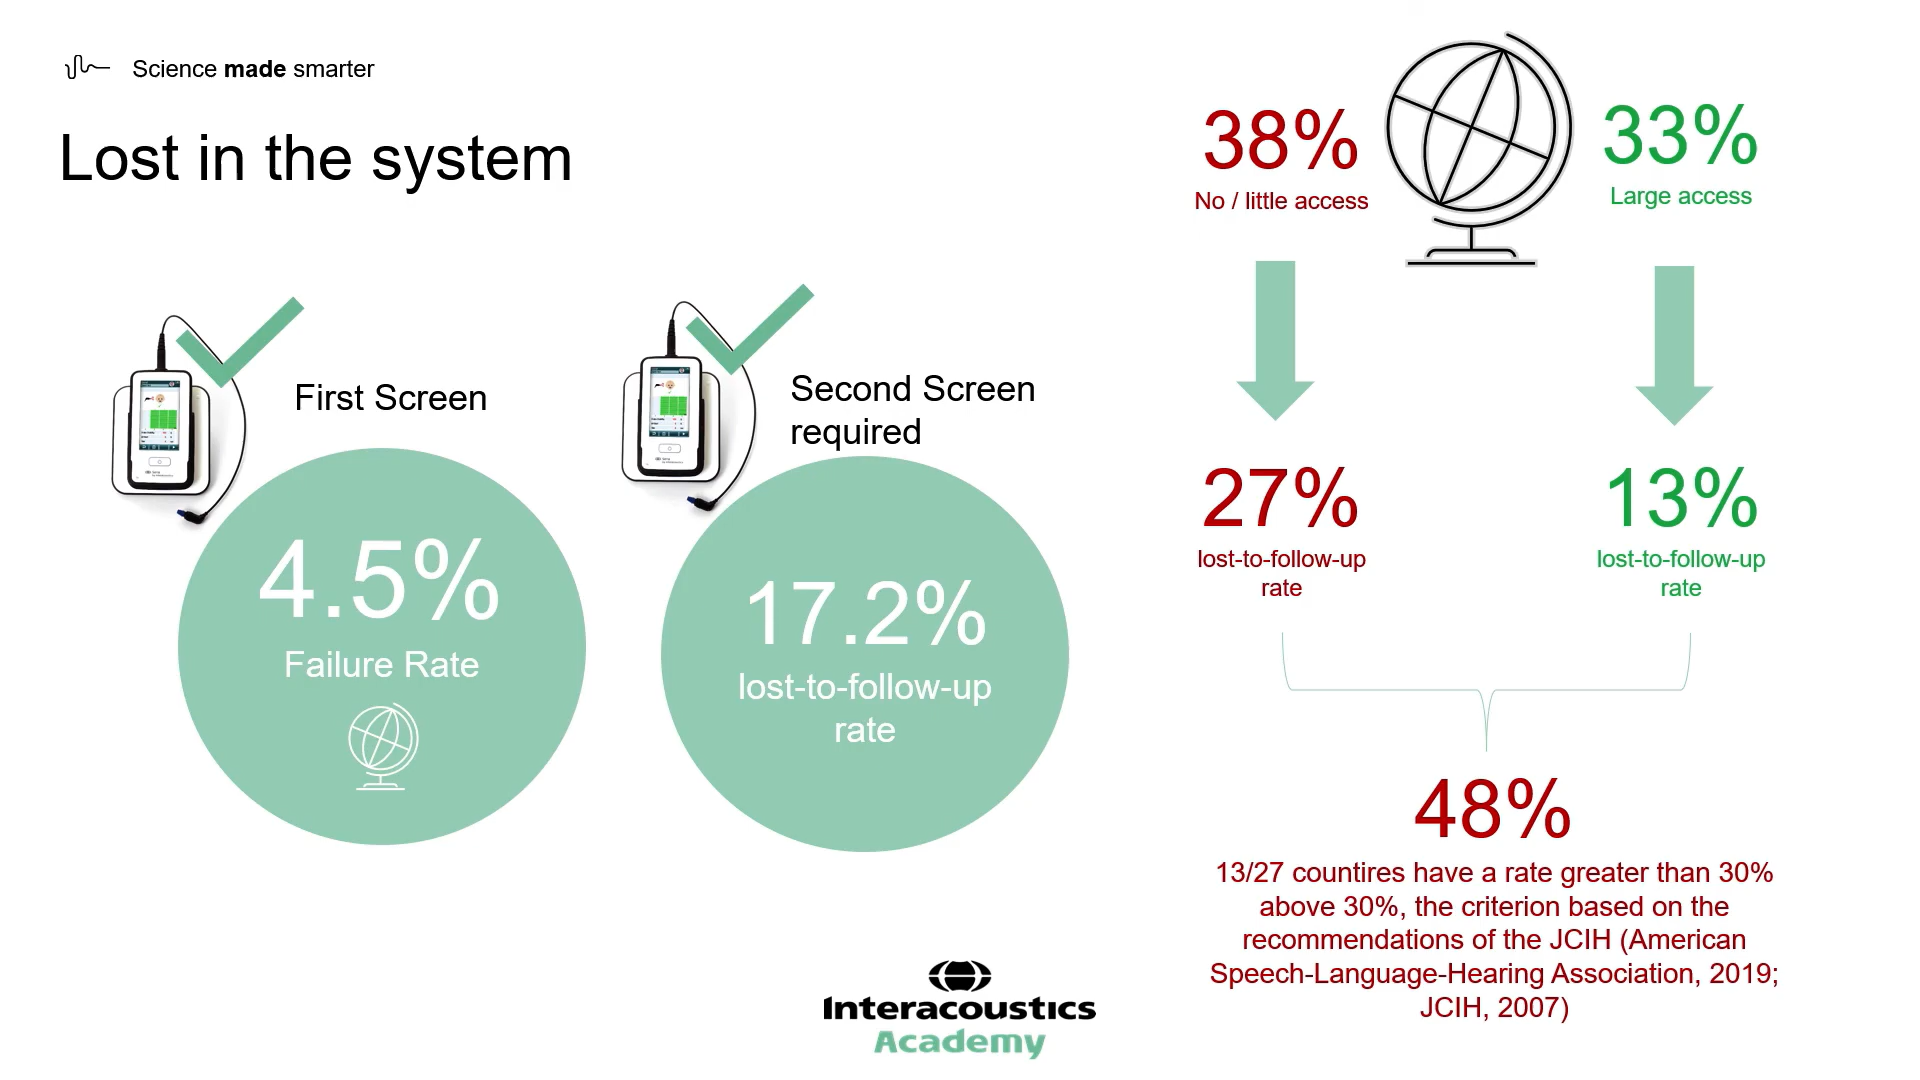 Science made smarter
Lost in the system
First Screen
4.5%
Failure Rate
Second Screen
required
17.2%
lost-to-follow-up
rate
38%
No / little access
33%
Large access
27%
lost-to-follow-up
rate
13%
lost-to-follow-up
rate
48%
13/27 countires have a rate greater than 30%
above 30%, the criterion based on the
recommendations of the JCIH (American
Speech-Language-Hearing Association, 2019;
JCIH, 2007)
Interacoustics
Academy